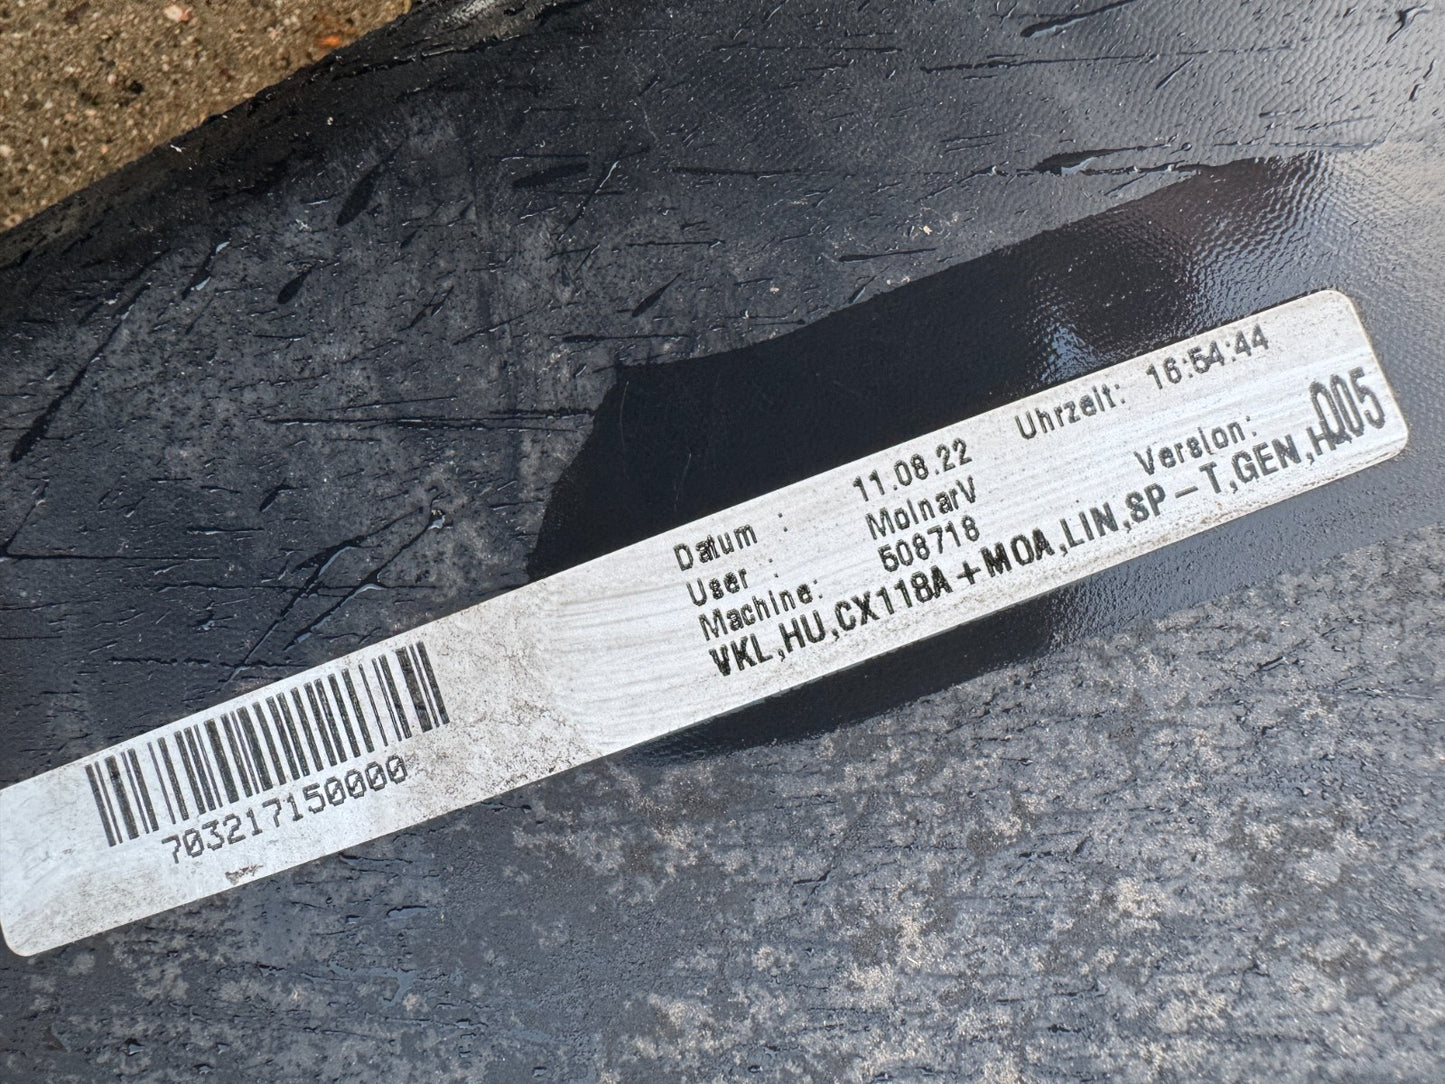 703217150000
Datum : 11.08.22 Uhrzeit: 16:54:44
User : MolnarV
Machine: 508718 Version: 005
VKL,HU,CX118A+MOA,LIN,SP-T,GEN,H